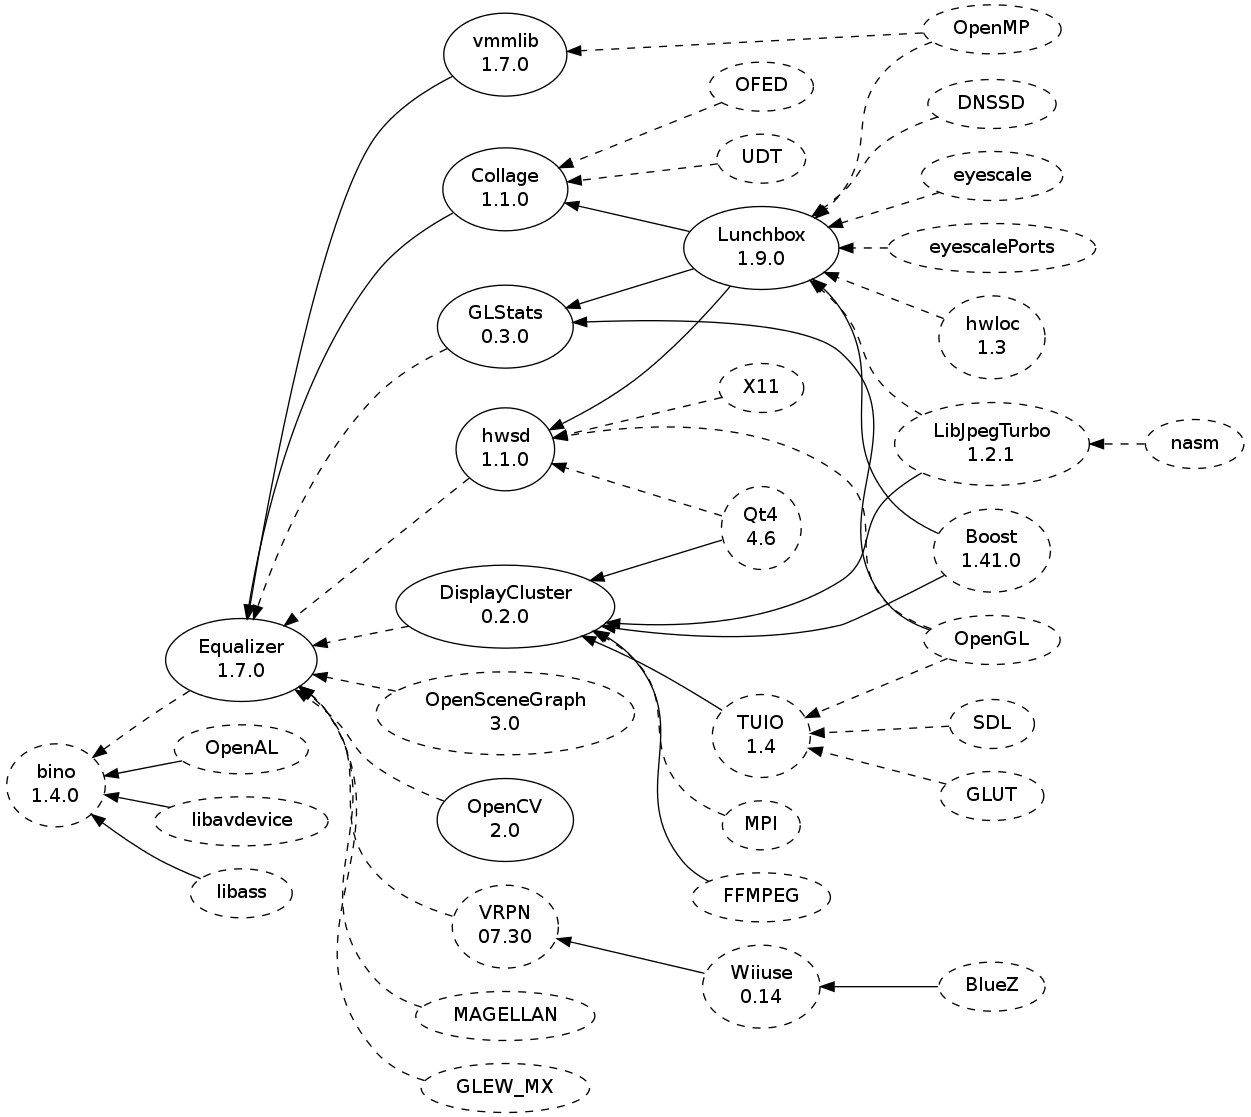 OpenMP
vmmlib
1.7.0
OFED
DNSSD
UDT
Collage
1.1.0
eyescale
Lunchbox
1.9.0
eyescalePorts
GLStats
0.3.0
hwloc
1.3
X11
hwsd
1.1.0
LibJpegTurbo
1.2.1
nasm
Qt4
4.6
Boost
1.41.0
DisplayCluster
0.2.0
OpenGL
Equalizer
1.7.0
OpenSceneGraph
3.0
TUIO
1.4
SDL
OpenAL
bino
1.4.0
GLUT
libavdevice
OpenCV
2.0
MPI
libass
FFMPEG
VRPN
07.30
Wiiuse
0.14
BlueZ
MAGELLAN
GLEW_MX